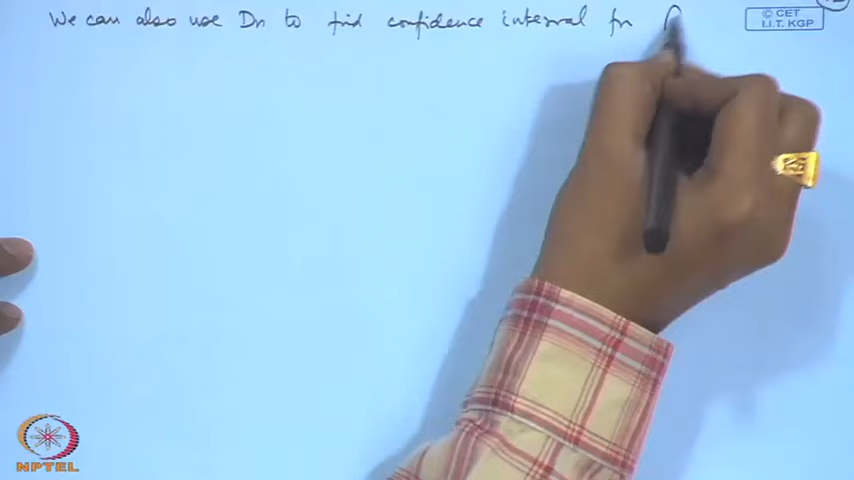 We can also use Dn to find confidence interval for
© CET
I.I.T. KGP
NPTEL